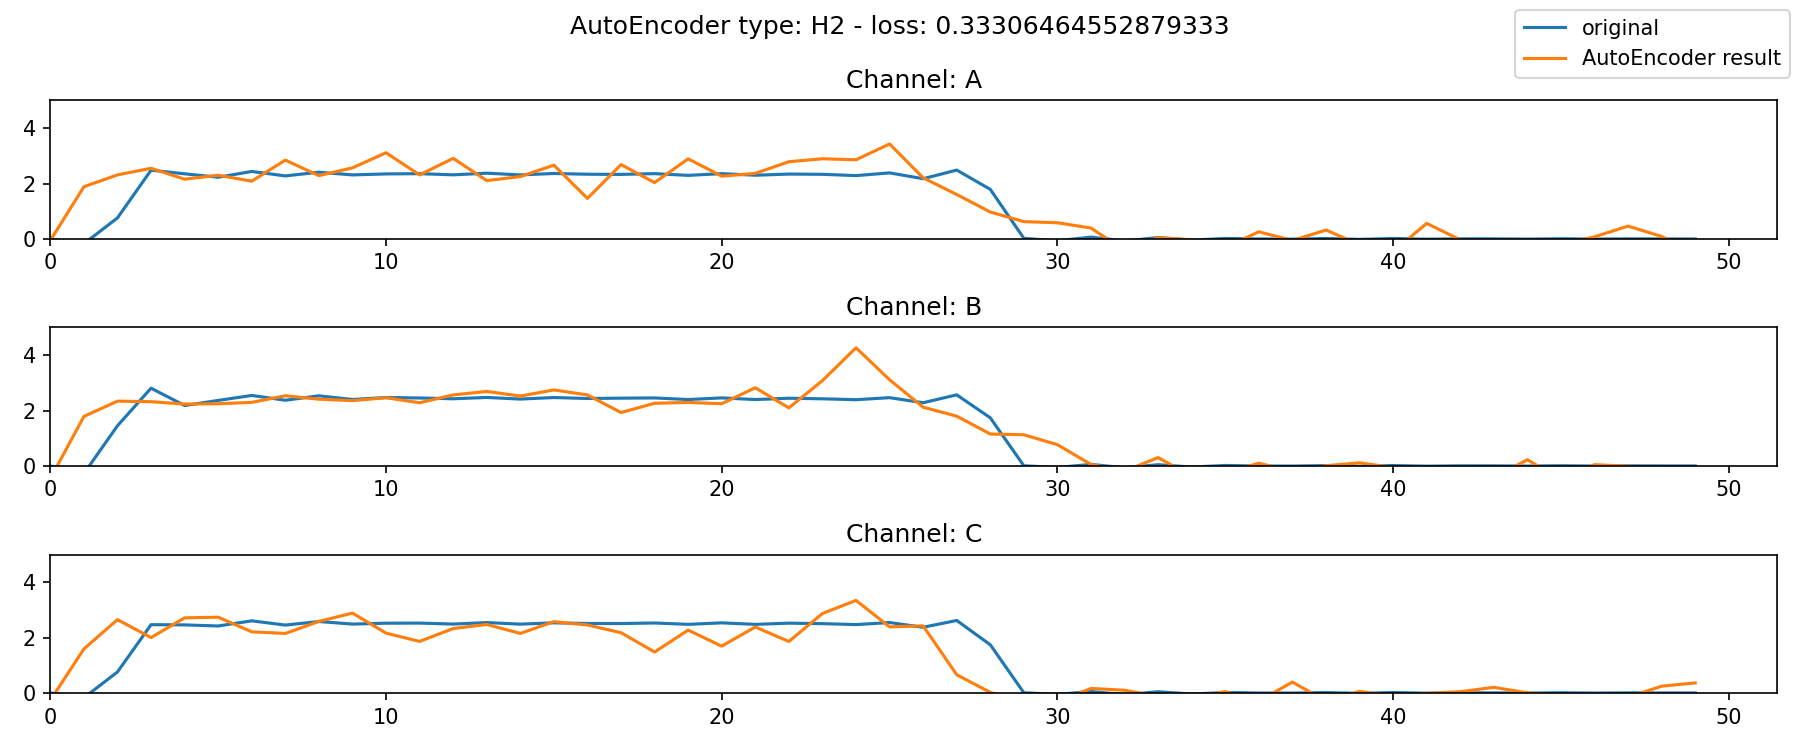 AutoEncoder type: H2 - loss: 0.33306464552879333
original
AutoEncoder result
Channel: A
4
2
0
0 10 20 30 40 50
Channel: B
4
2
0
0 10 20 30 40 50
Channel: C
4
2
0
0 10 20 30 40 50